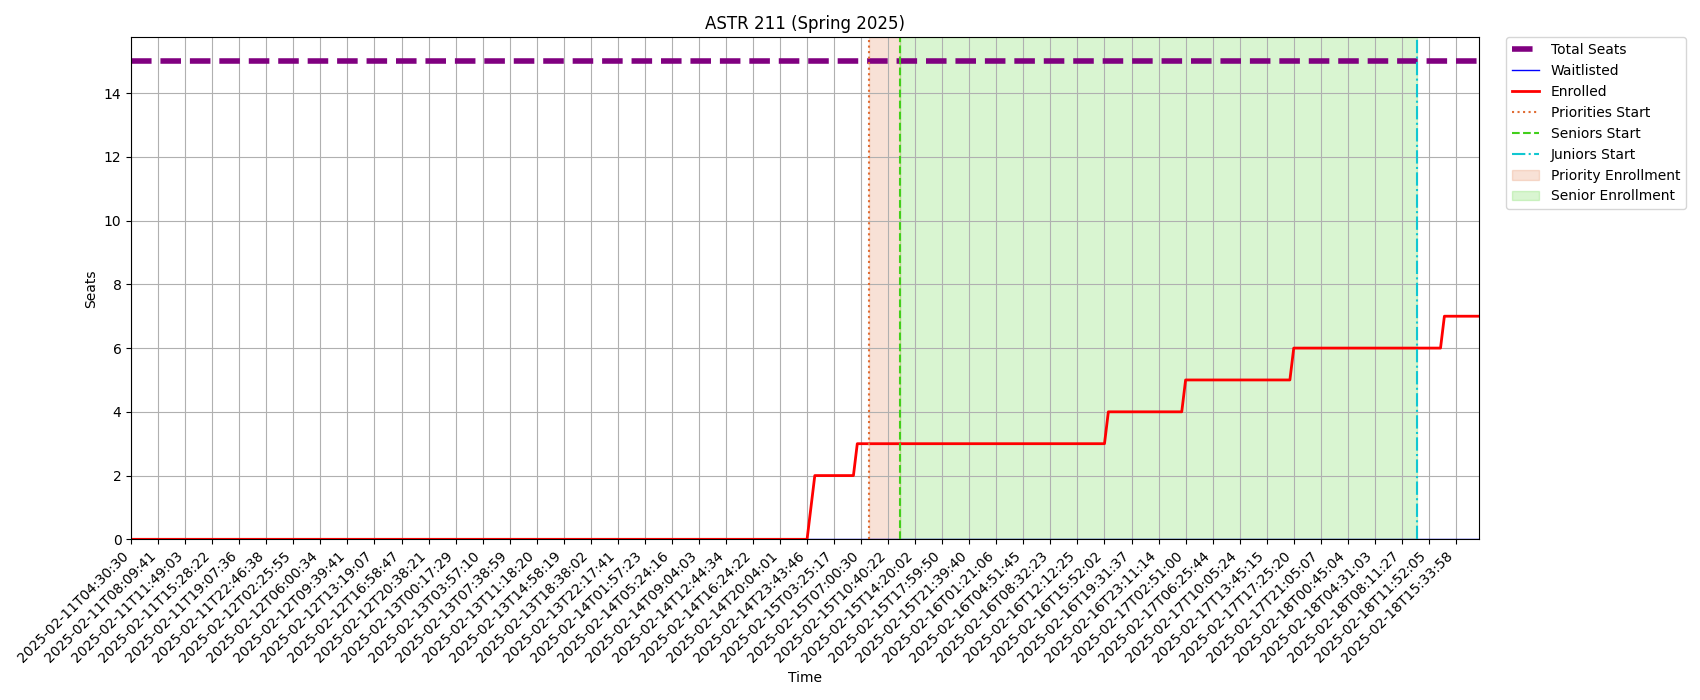 ASTR 211 (Spring 2025)
Total Seats
Waitlisted
Enrolled
Priorities Start
Seniors Start
Juniors Start
Priority Enrollment
Senior Enrollment
Seats
14
12
10
8
6
4
2
0
2025-02-11T04:30:30
2025-02-11T08:09:41
2025-02-11T11:49:03
2025-02-11T15:28:22
2025-02-11T19:07:36
2025-02-11T22:46:38
2025-02-12T02:25:55
2025-02-12T06:00:34
2025-02-12T09:39:41
2025-02-12T13:19:07
2025-02-12T16:58:47
2025-02-12T20:38:21
2025-02-13T00:17:29
2025-02-13T03:57:10
2025-02-13T07:38:59
2025-02-13T11:18:20
2025-02-13T14:58:19
2025-02-13T18:38:02
2025-02-13T22:17:41
2025-02-14T01:57:23
2025-02-14T05:24:16
2025-02-14T09:04:03
2025-02-14T12:44:34
2025-02-14T16:24:22
2025-02-14T20:04:01
2025-02-14T23:43:46
2025-02-15T03:25:17
2025-02-15T07:00:30
2025-02-15T10:40:22
2025-02-15T14:20:02
2025-02-15T17:59:50
2025-02-15T21:39:40
2025-02-16T01:21:06
2025-02-16T04:51:45
2025-02-16T08:32:23
2025-02-16T12:12:25
2025-02-16T15:52:02
2025-02-16T19:31:37
2025-02-16T23:11:14
2025-02-17T02:51:00
2025-02-17T06:25:44
2025-02-17T10:05:24
2025-02-17T13:45:15
2025-02-17T17:25:20
2025-02-17T21:05:07
2025-02-18T00:45:04
2025-02-18T04:31:03
2025-02-18T08:11:27
2025-02-18T11:52:05
2025-02-18T15:33:58
Time